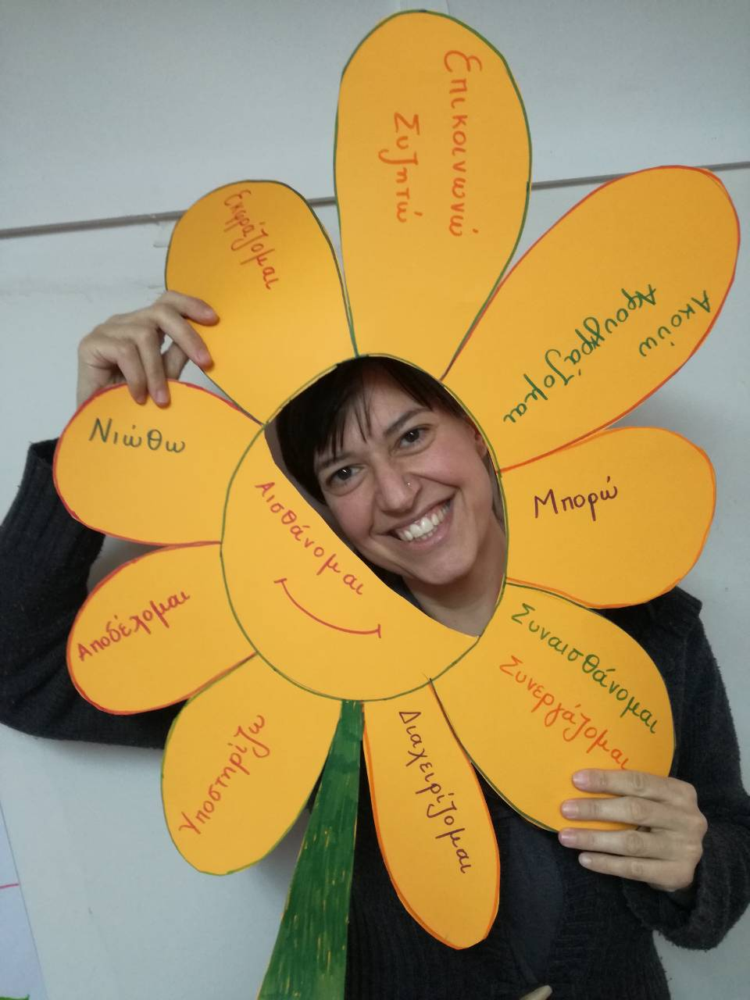 Επικοινωνώ
Συζητώ
Ακούω
Αφουγκράζομαι
Μπορώ
Συναισθάνομαι
Συνεργάζομαι
Διαχειρίζομαι
Υποστηρίζω
Αποδέχομαι
Νιώθω
Εκφράζομαι
Αισθάνομαι